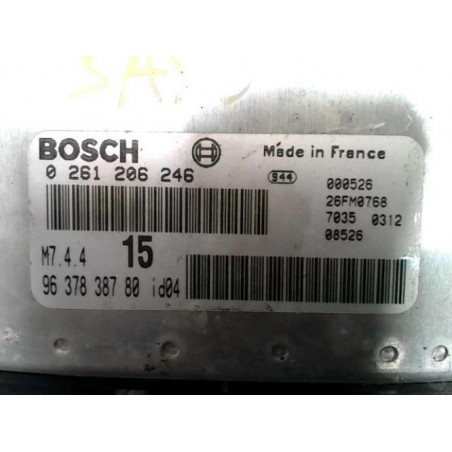 BOSCH Made in France
0 261 206 246 944 000526
26FM0768
7035 0312
M7.4.4 15 08526
96 378 387 80 id04